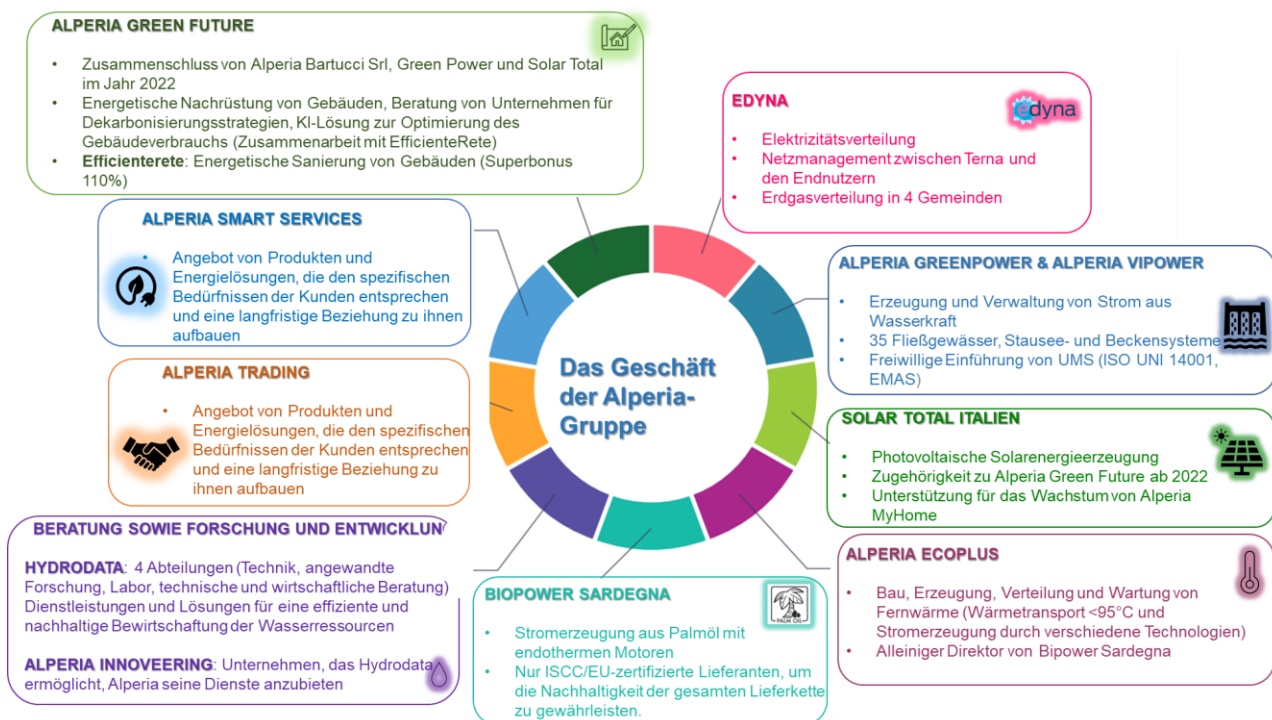 ALPERIA GREEN FUTURE
• Zusammenschluss von Alperia Bartucci Srl, Green Power und Solar Total
im Jahr 2022
• Energetische Nachrüstung von Gebäuden, Beratung von Unternehmen für
Dekarbonisierungsstrategien, KI-Lösung zur Optimierung des
Gebäudeverbrauchs (Zusammenarbeit mit EfficienteRete)
• Efficienterete: Energetische Sanierung von Gebäuden (Superbonus
110%)
EDYNA
edyna
• Elektrizitätsverteilung
• Netzmanagement zwischen Terna und
den Endnutzern
• Erdgasverteilung in 4 Gemeinden
ALPERIA SMART SERVICES
• Angebot von Produkten und
Energielösungen, die den spezifischen
Bedürfnissen der Kunden entsprechen
und eine langfristige Beziehung zu ihnen
aufbauen
ALPERIA GREENPOWER & ALPERIA VIPOWER
• Erzeugung und Verwaltung von Strom aus
Wasserkraft
• 35 Fließgewässer, Stausee- und Beckensysteme
• Freiwillige Einführung von UMS (ISO UNI 14001,
EMAS)
Das Geschäft
der Alperia-
Gruppe
ALPERIA TRADING
• Angebot von Produkten und
Energielösungen, die den spezifischen
Bedürfnissen der Kunden entsprechen
und eine langfristige Beziehung zu
ihnen aufbauen
SOLAR TOTAL ITALIEN
• Photovoltaische Solarenergieerzeugung
• Zugehörigkeit zu Alperia Green Future ab 2022
• Unterstützung für das Wachstum von Alperia
MyHome
BERATUNG SOWIE FORSCHUNG UND ENTWICKLUN
HYDRODATA: 4 Abteilungen (Technik, angewandte
Forschung, Labor, technische und wirtschaftliche Beratung)
Dienstleistungen und Lösungen für eine effiziente und
nachhaltige Bewirtschaftung der Wasserressourcen
ALPERIA INNOVEERING: Unternehmen, das Hydrodata
ermöglicht, Alperia seine Dienste anzubieten
BIOPOWER SARDEGNA
PALM OIL
• Stromerzeugung aus Palmöl mit
endothermen Motoren
• Nur ISCC/EU-zertifizierte Lieferanten, um
die Nachhaltigkeit der gesamten Lieferkette
zu gewährleisten.
ALPERIA ECOPLUS
• Bau, Erzeugung, Verteilung und Wartung von
Fernwärme (Wärmetransport <95°C und
Stromerzeugung durch verschiedene Technologien)
• Alleiniger Direktor von Bipower Sardegna